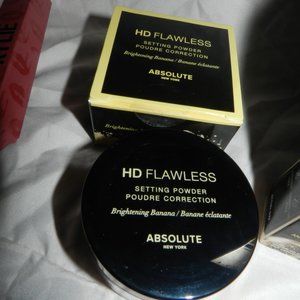 HD FLAWLESS
SETTING POWDER
POUDRE CORRECTION
Brightening Banana / Banane éclatante
ABSOLUTE
NEW YORK
HD FLAWLESS
SETTING POWDER
POUDRE CORRECTION
Brightening Banana / Banane éclatante
ABSOLUTE
NEW YORK